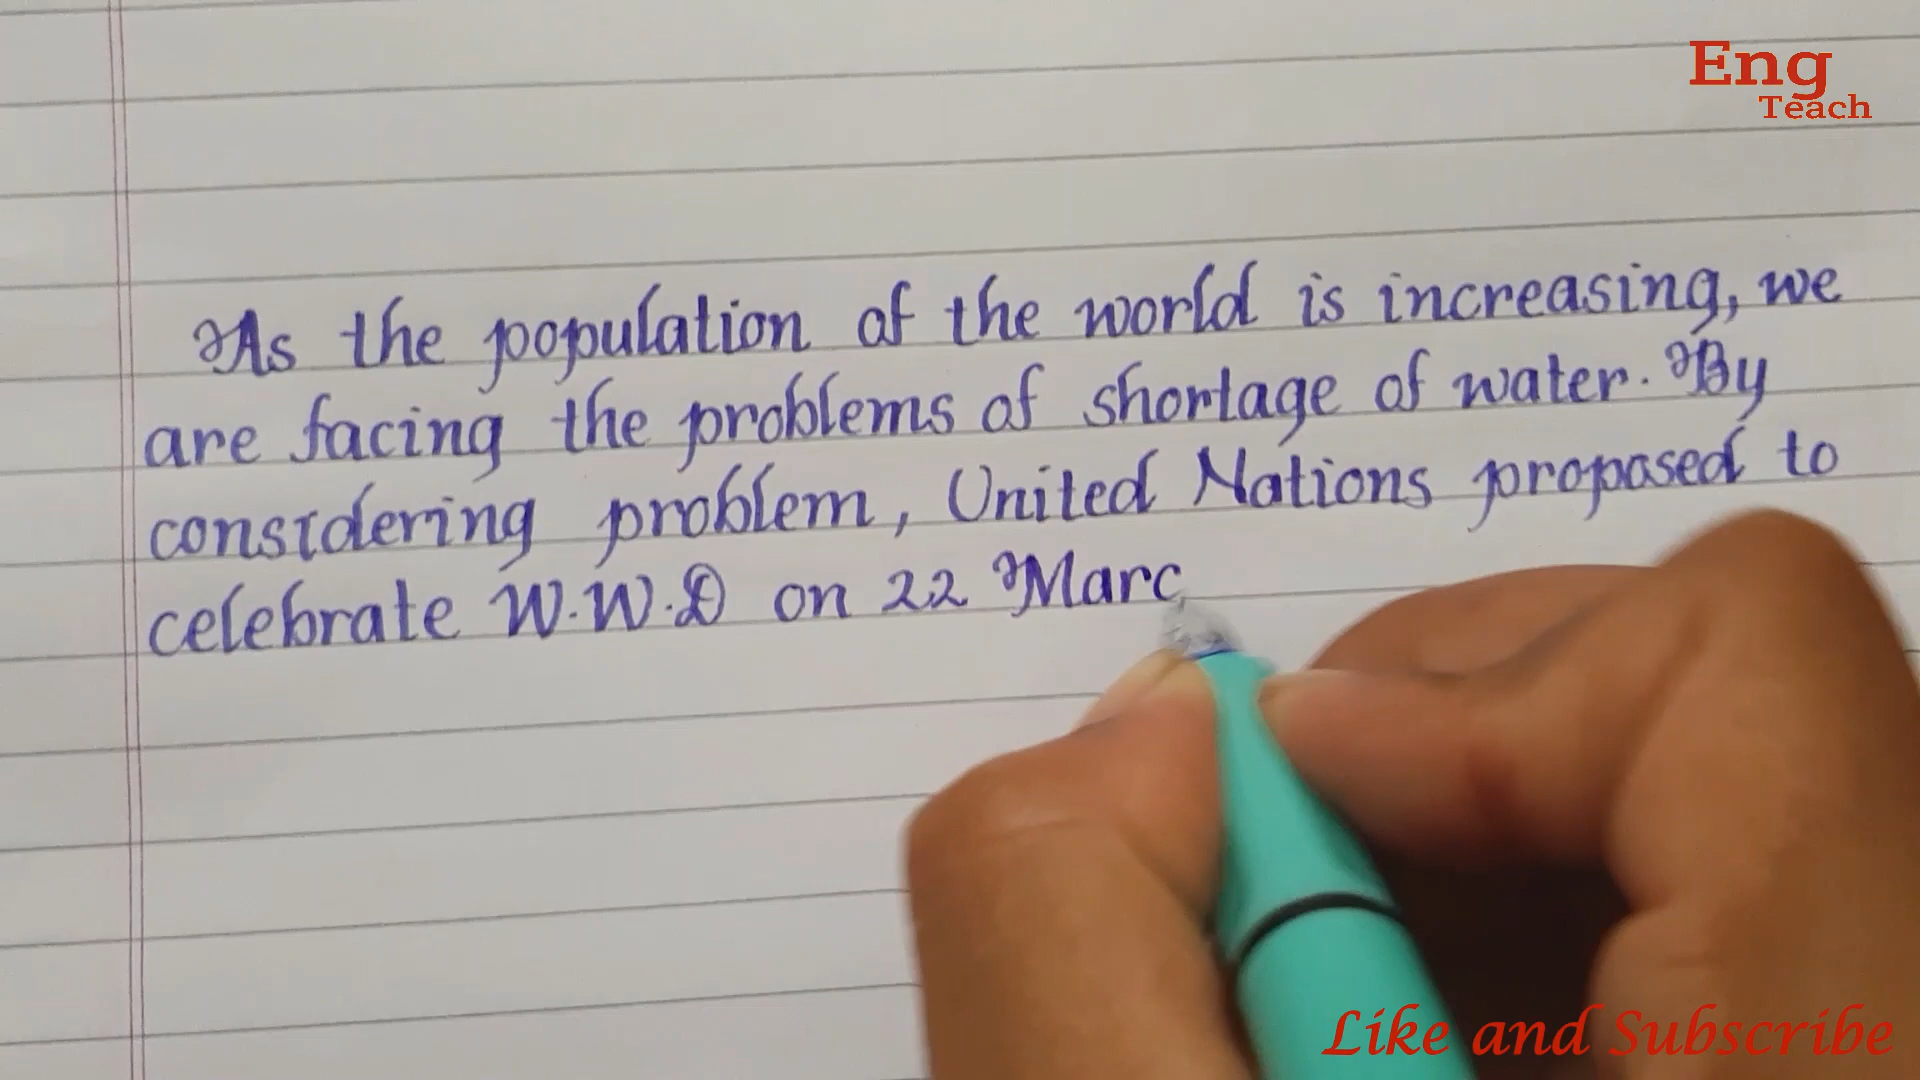 Eng
Teach
As the population of the world is increasing, we
are facing the problems of shortage of water. By
considering problem, United Nations proposed to
celebrate W.W.D on 22 Marc
Like and Subscribe